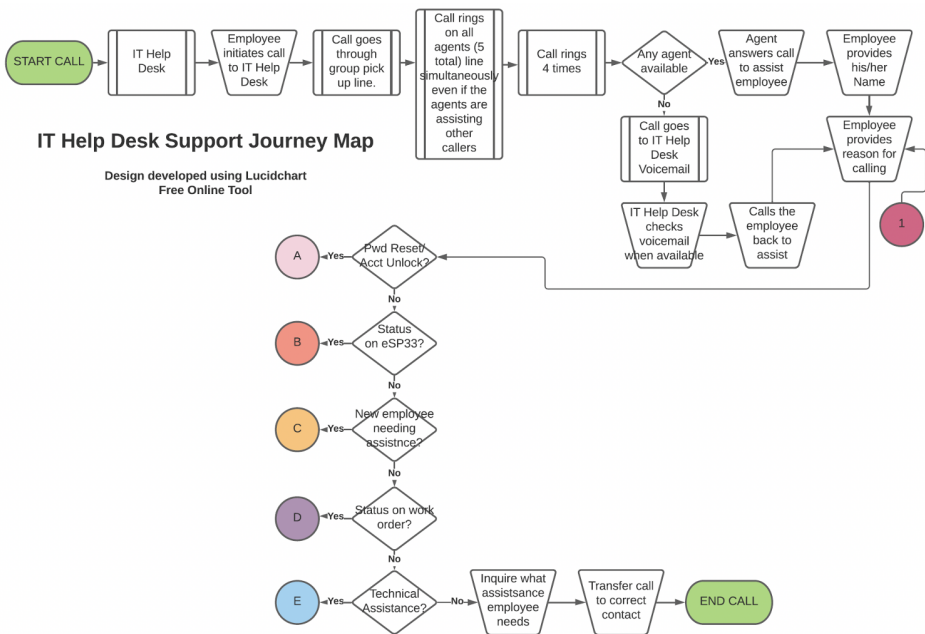 START CALL
IT Help
Desk
Employee
initiates call
to IT Help
Desk
Call goes
through
group pick
up line.
Call rings
on all
agents (5
total) line
simultaneously
even if the
agents are
assisting
other
callers
Call rings
4 times
Any agent
available
Yes
No
Agent
answers call
to assist
employee
Employee
provides
his/her
Name
Call goes
to IT Help
Desk
Voicemail
Employee
provides
reason for
calling
IT Help Desk Support Journey Map
Design developed using Lucidchart
Free Online Tool
IT Help Desk
checks
voicemail
when available
Calls the
employee
back to
assist
1
A
Yes
Pwd Reset/
Acct Unlock?
No
B
Yes
Status
on eSP33?
No
C
Yes
New employee
needing
assistnce?
No
D
Yes
Status on work
order?
No
E
Yes
Technical
Assistance?
No
Inquire what
assistsance
employee
needs
Transfer call
to correct
contact
END CALL